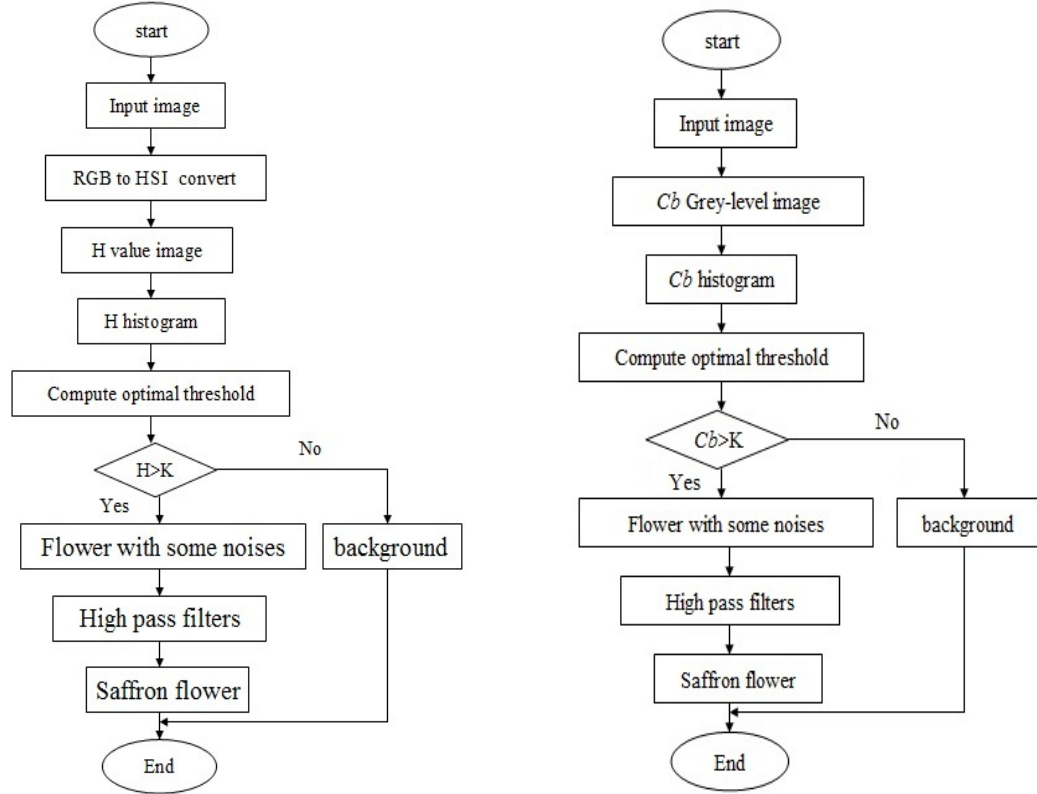 start
Input image
RGB to HSI convert
H value image
H histogram
Compute optimal threshold
H>K
No
Yes
Flower with some noises
background
High pass filters
Saffron flower
End
start
Input image
Cb Grey-level image
Cb histogram
Compute optimal threshold
Cb>K
No
Yes
Flower with some noises
background
High pass filters
Saffron flower
End